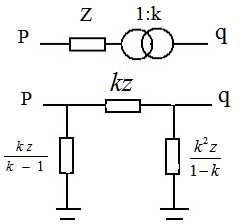 Z 1:k
P q
P kz q
kz/(k - 1) k²z/(1-k)